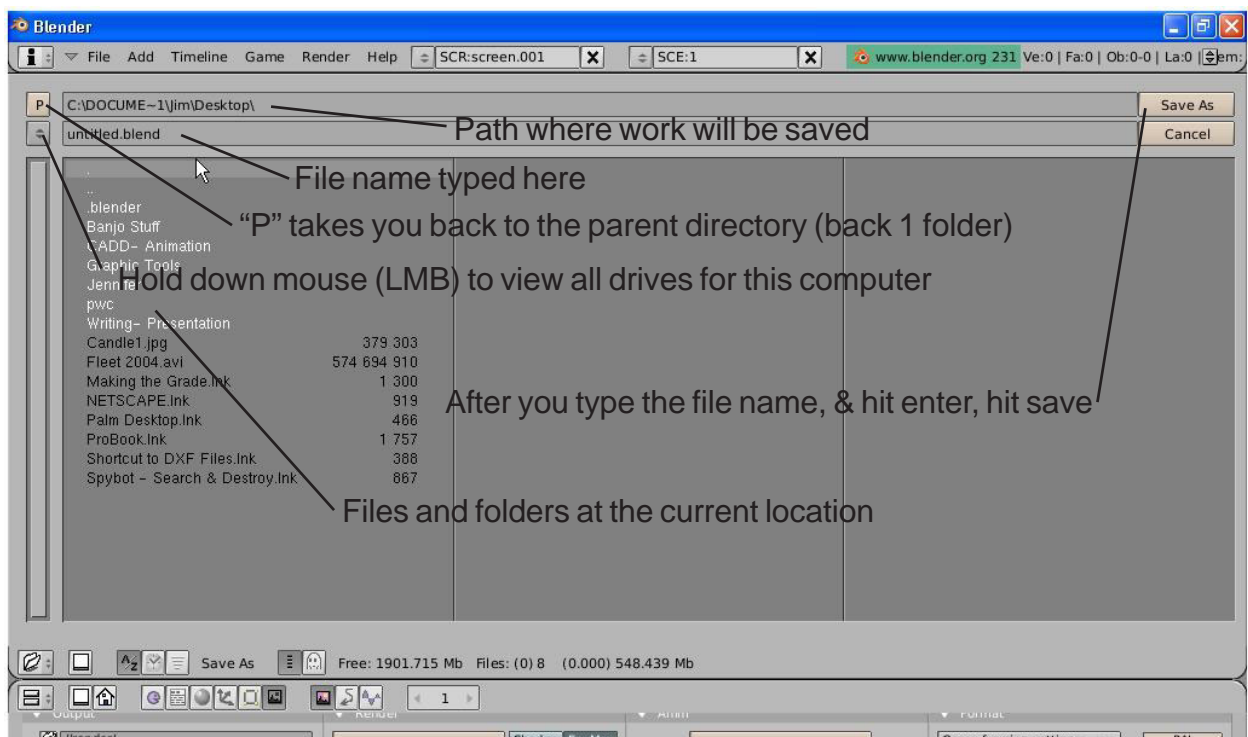 Blender
File Add Timeline Game Render Help SCR:screen.001 SCE:1 www.blender.org 231 Ve:0 | Fa:0 | Ob:0-0 | La:0 | em:
P C:\DOCUME~1\Jim\Desktop\ Save As
untitled.blend Cancel
Path where work will be saved
.
File name typed here
..
.blender
Banjo Stuff
“P” takes you back to the parent directory (back 1 folder)
CADD- Animation
Graphic Tools
Hold down mouse (LMB) to view all drives for this computer
Jennifer
pwc
Writing- Presentation
Candle1.jpg 379 303
Fleet 2004.avi 574 694 910
Making the Grade.lnk 1 300
NETSCAPE.lnk 919
After you type the file name, & hit enter, hit save
Palm Desktop.lnk 466
ProBook.lnk 1 757
Shortcut to DXF Files.lnk 388
Spybot - Search & Destroy.lnk 867
Files and folders at the current location
Save As Free: 1901.715 Mb Files: (0) 8 (0.000) 548.439 Mb
1
Output Render Anim Format